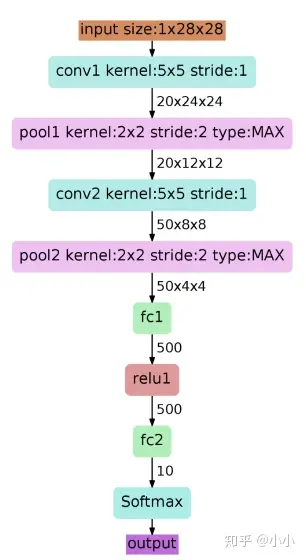 input size:1x28x28
conv1 kernel:5x5 stride:1
20x24x24
pool1 kernel:2x2 stride:2 type:MAX
20x12x12
conv2 kernel:5x5 stride:1
50x8x8
pool2 kernel:2x2 stride:2 type:MAX
50x4x4
fc1
500
relu1
500
fc2
10
Softmax
output
知乎 @小小